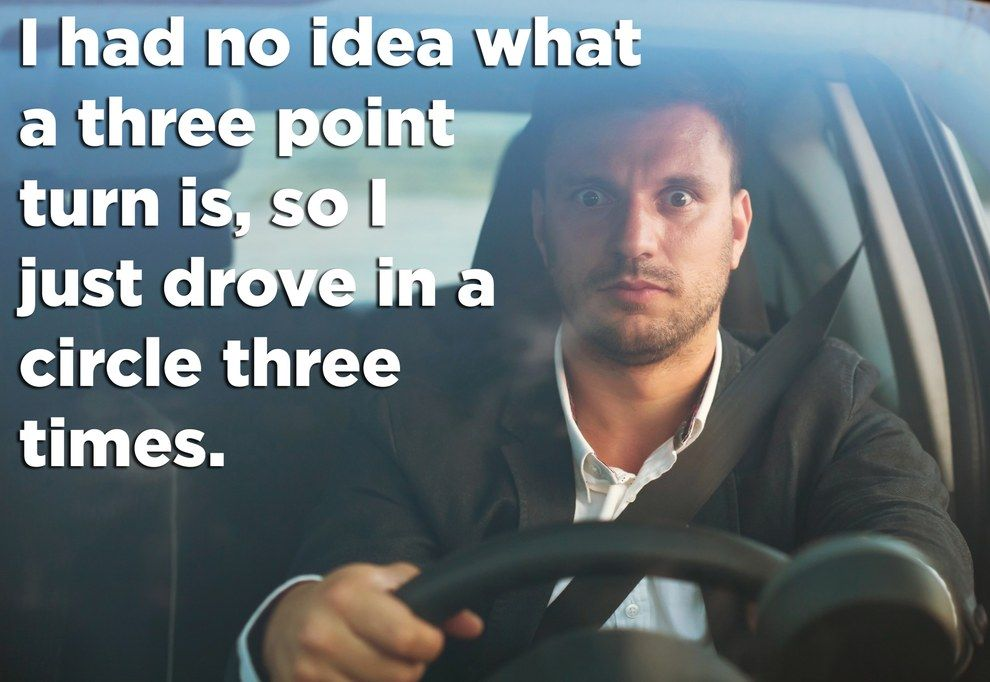 I had no idea what
a three point
turn is, so I
just drove in a
circle three
times.